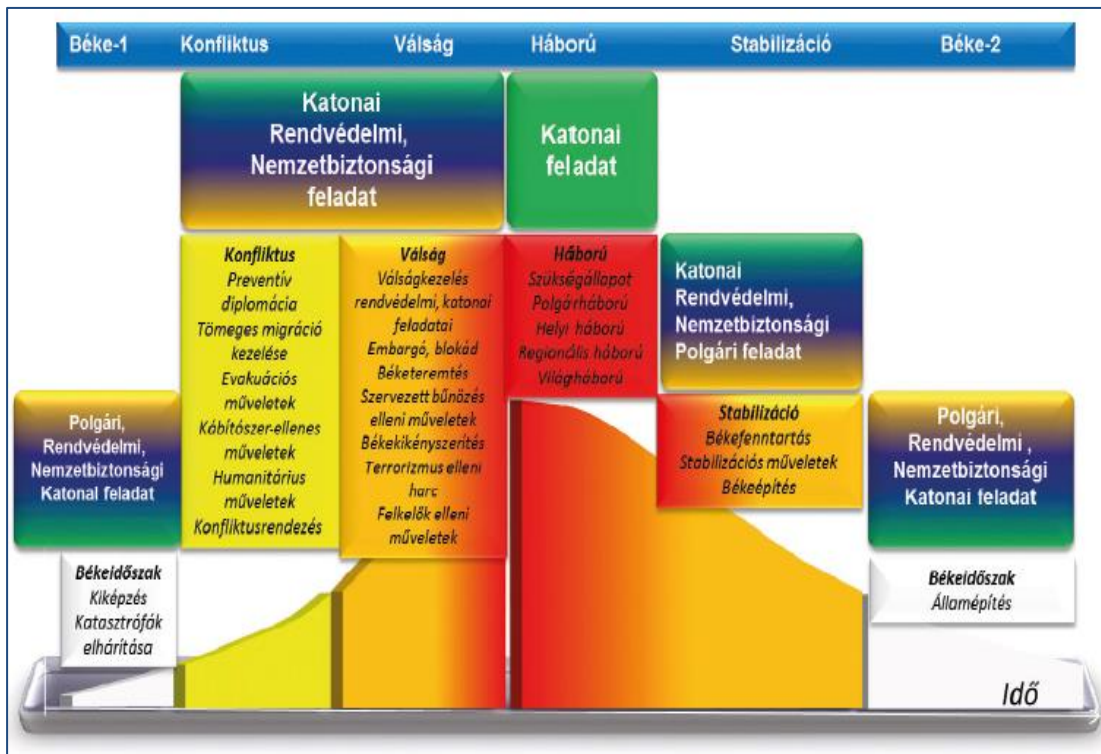 Béke-1 Konfliktus Válság Háború Stabilizáció Béke-2
Katonai
Rendvédelmi,
Nemzetbiztonsági
feladat
Katonai
feladat
Konfliktus
Preventív
diplomácia
Tömeges migráció
kezelése
Evakuációs
műveletek
Kábítószer-ellenes
műveletek
Humanitárius
műveletek
Konfliktusrendezés
Válság
Válságkezelés
rendvédelmi, katonai
feladatai
Embargó, blokád
Béketeremtés
Szervezett bűnözés
elleni műveletek
Békekikényszerítés
Terrorizmus elleni
harc
Felkelők elleni
műveletek
Háború
Szükségállapot
Polgárháború
Helyi háború
Regionális háború
Világháború
Katonai
Rendvédelmi,
Nemzetbiztonsági
Polgári feladat
Stabilizáció
Békefenntartás
Stabilizációs műveletek
Békeépítés
Polgári,
Rendvédelmi,
Nemzetbiztonsági
Katonai feladat
Békeidőszak
Kiképzés
Katasztrófák
elhárítása
Polgári,
Rendvédelmi ,
Nemzetbiztonsági
Katonai feladat
Békeidőszak
Államépítés
Idő